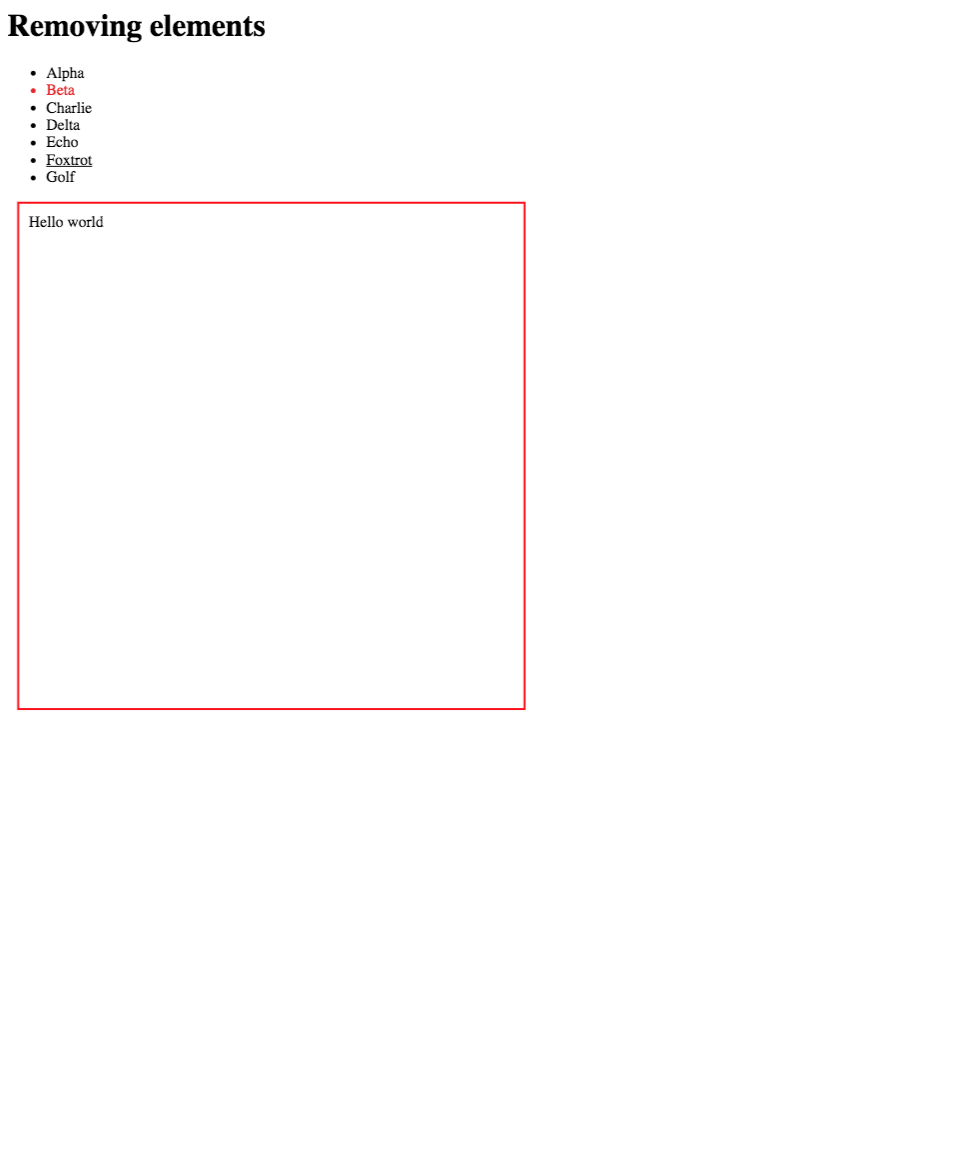 Removing elements
Alpha
Beta
Charlie
Delta
Echo
Foxtrot
Golf
Hello world